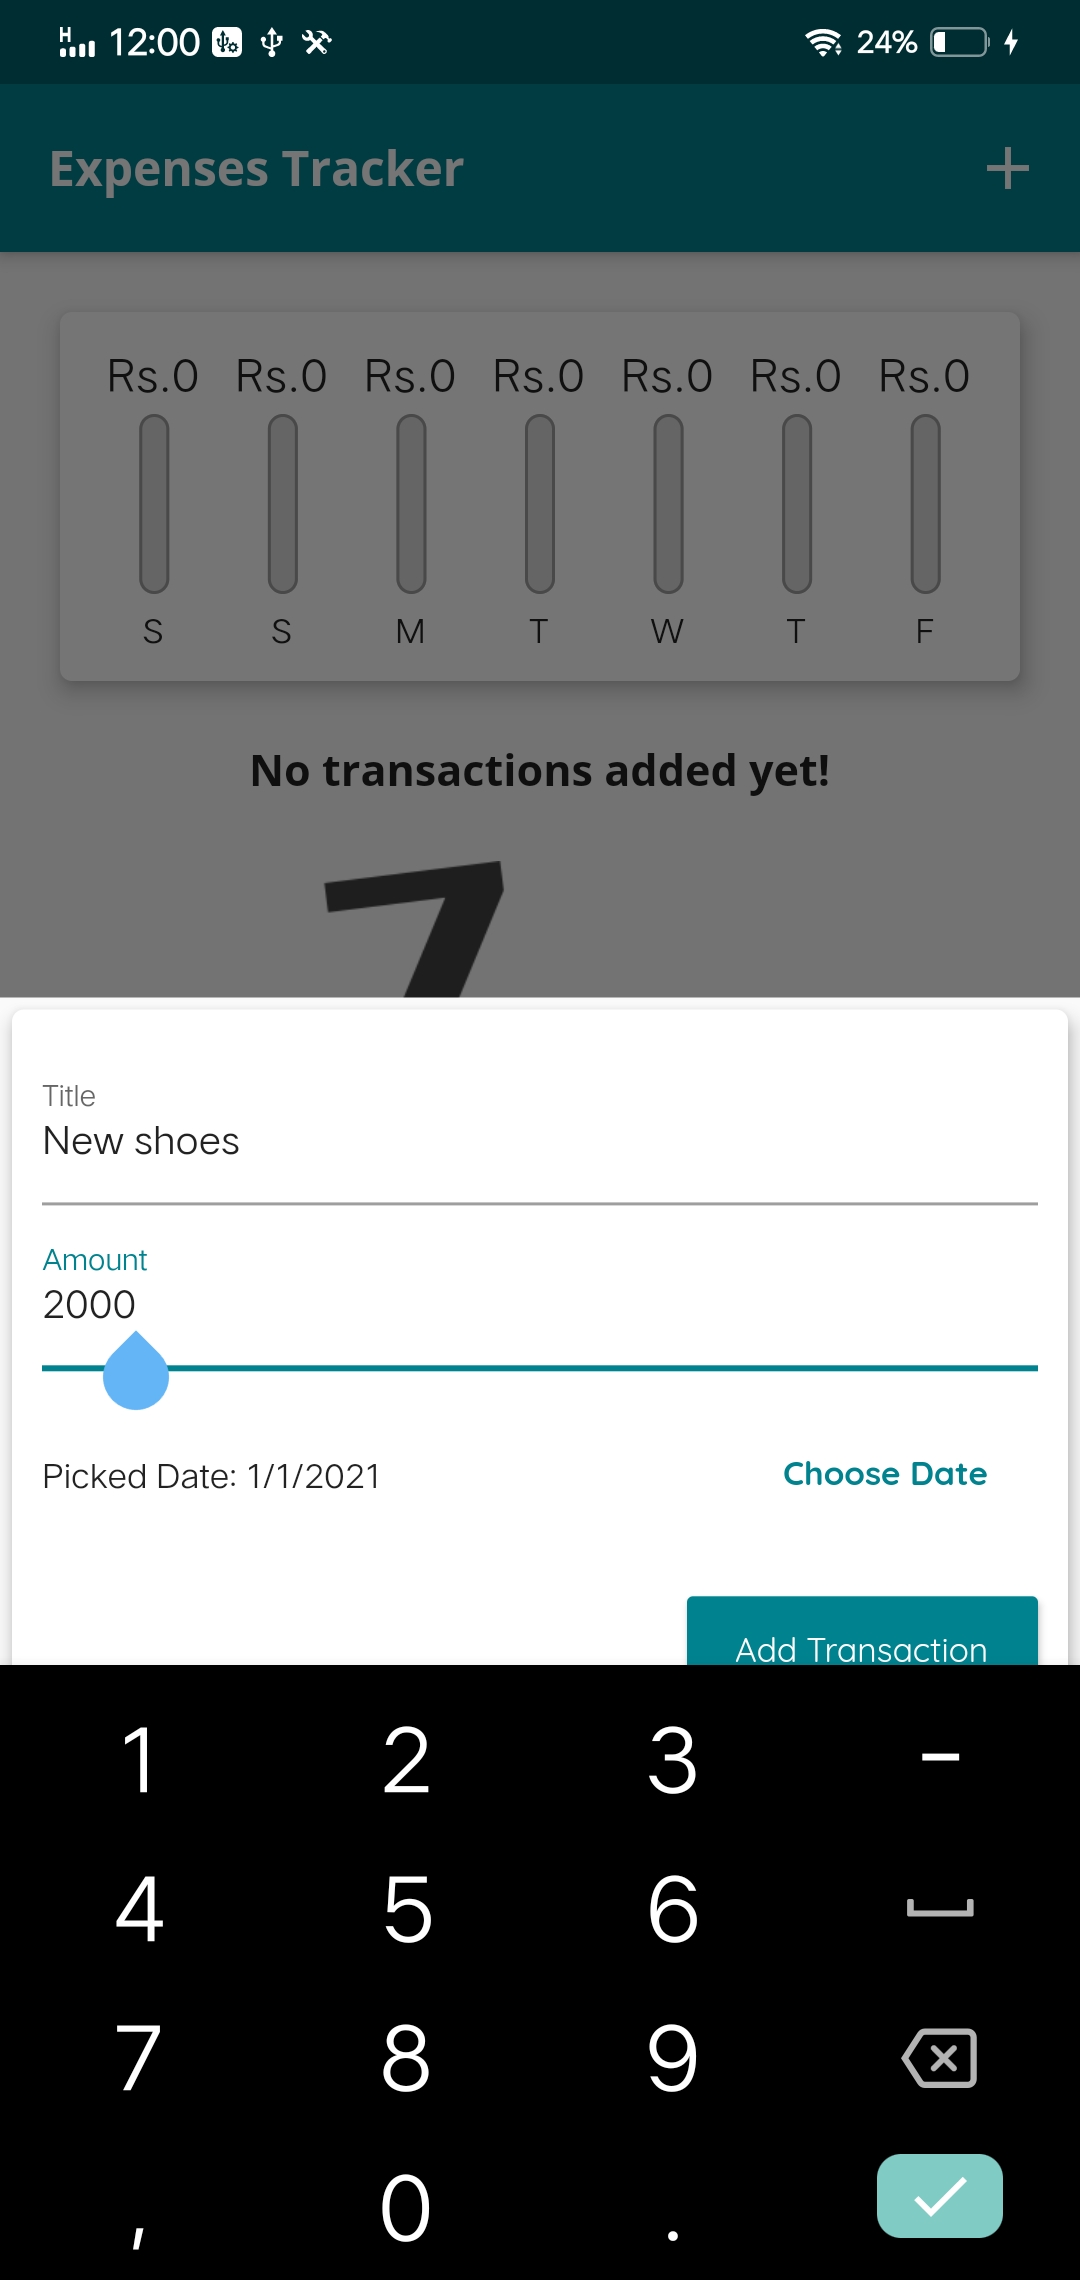 H 12:00 24%
Expenses Tracker +
Rs.0 Rs.0 Rs.0 Rs.0 Rs.0 Rs.0 Rs.0
S S M T W T F
No transactions added yet!
Title
New shoes
Amount
2000
Picked Date: 1/1/2021 Choose Date
Add Transaction
1 2 3 -
4 5 6
7 8 9
, 0 .